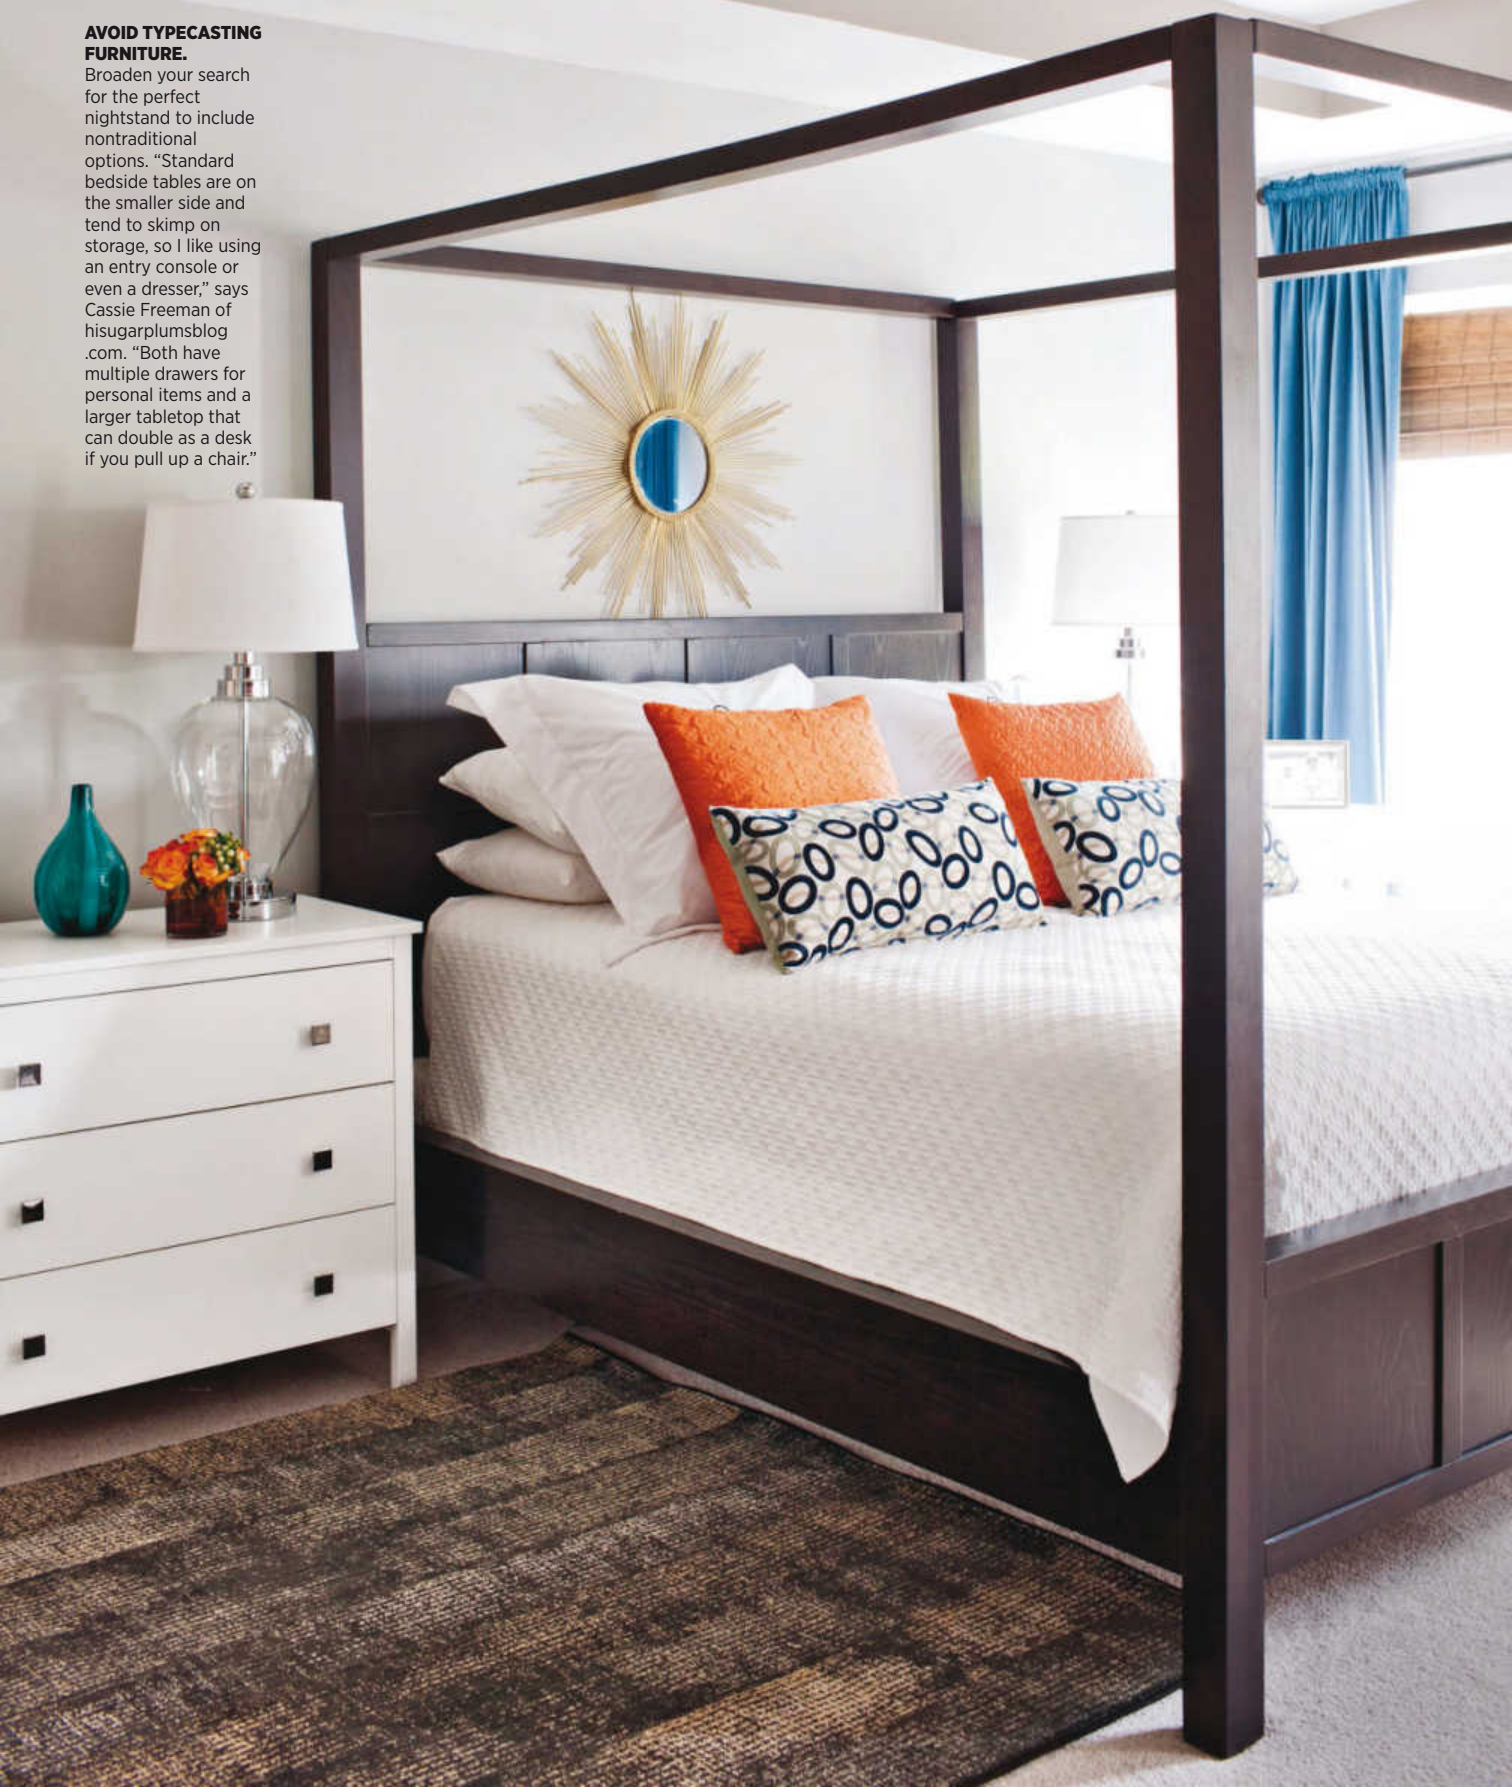 AVOID TYPECASTING
FURNITURE.
Broaden your search
for the perfect
nightstand to include
nontraditional
options. “Standard
bedside tables are on
the smaller side and
tend to skimp on
storage, so I like using
an entry console or
even a dresser,” says
Cassie Freeman of
hisugarplumsblog
.com. “Both have
multiple drawers for
personal items and a
larger tabletop that
can double as a desk
if you pull up a chair.”